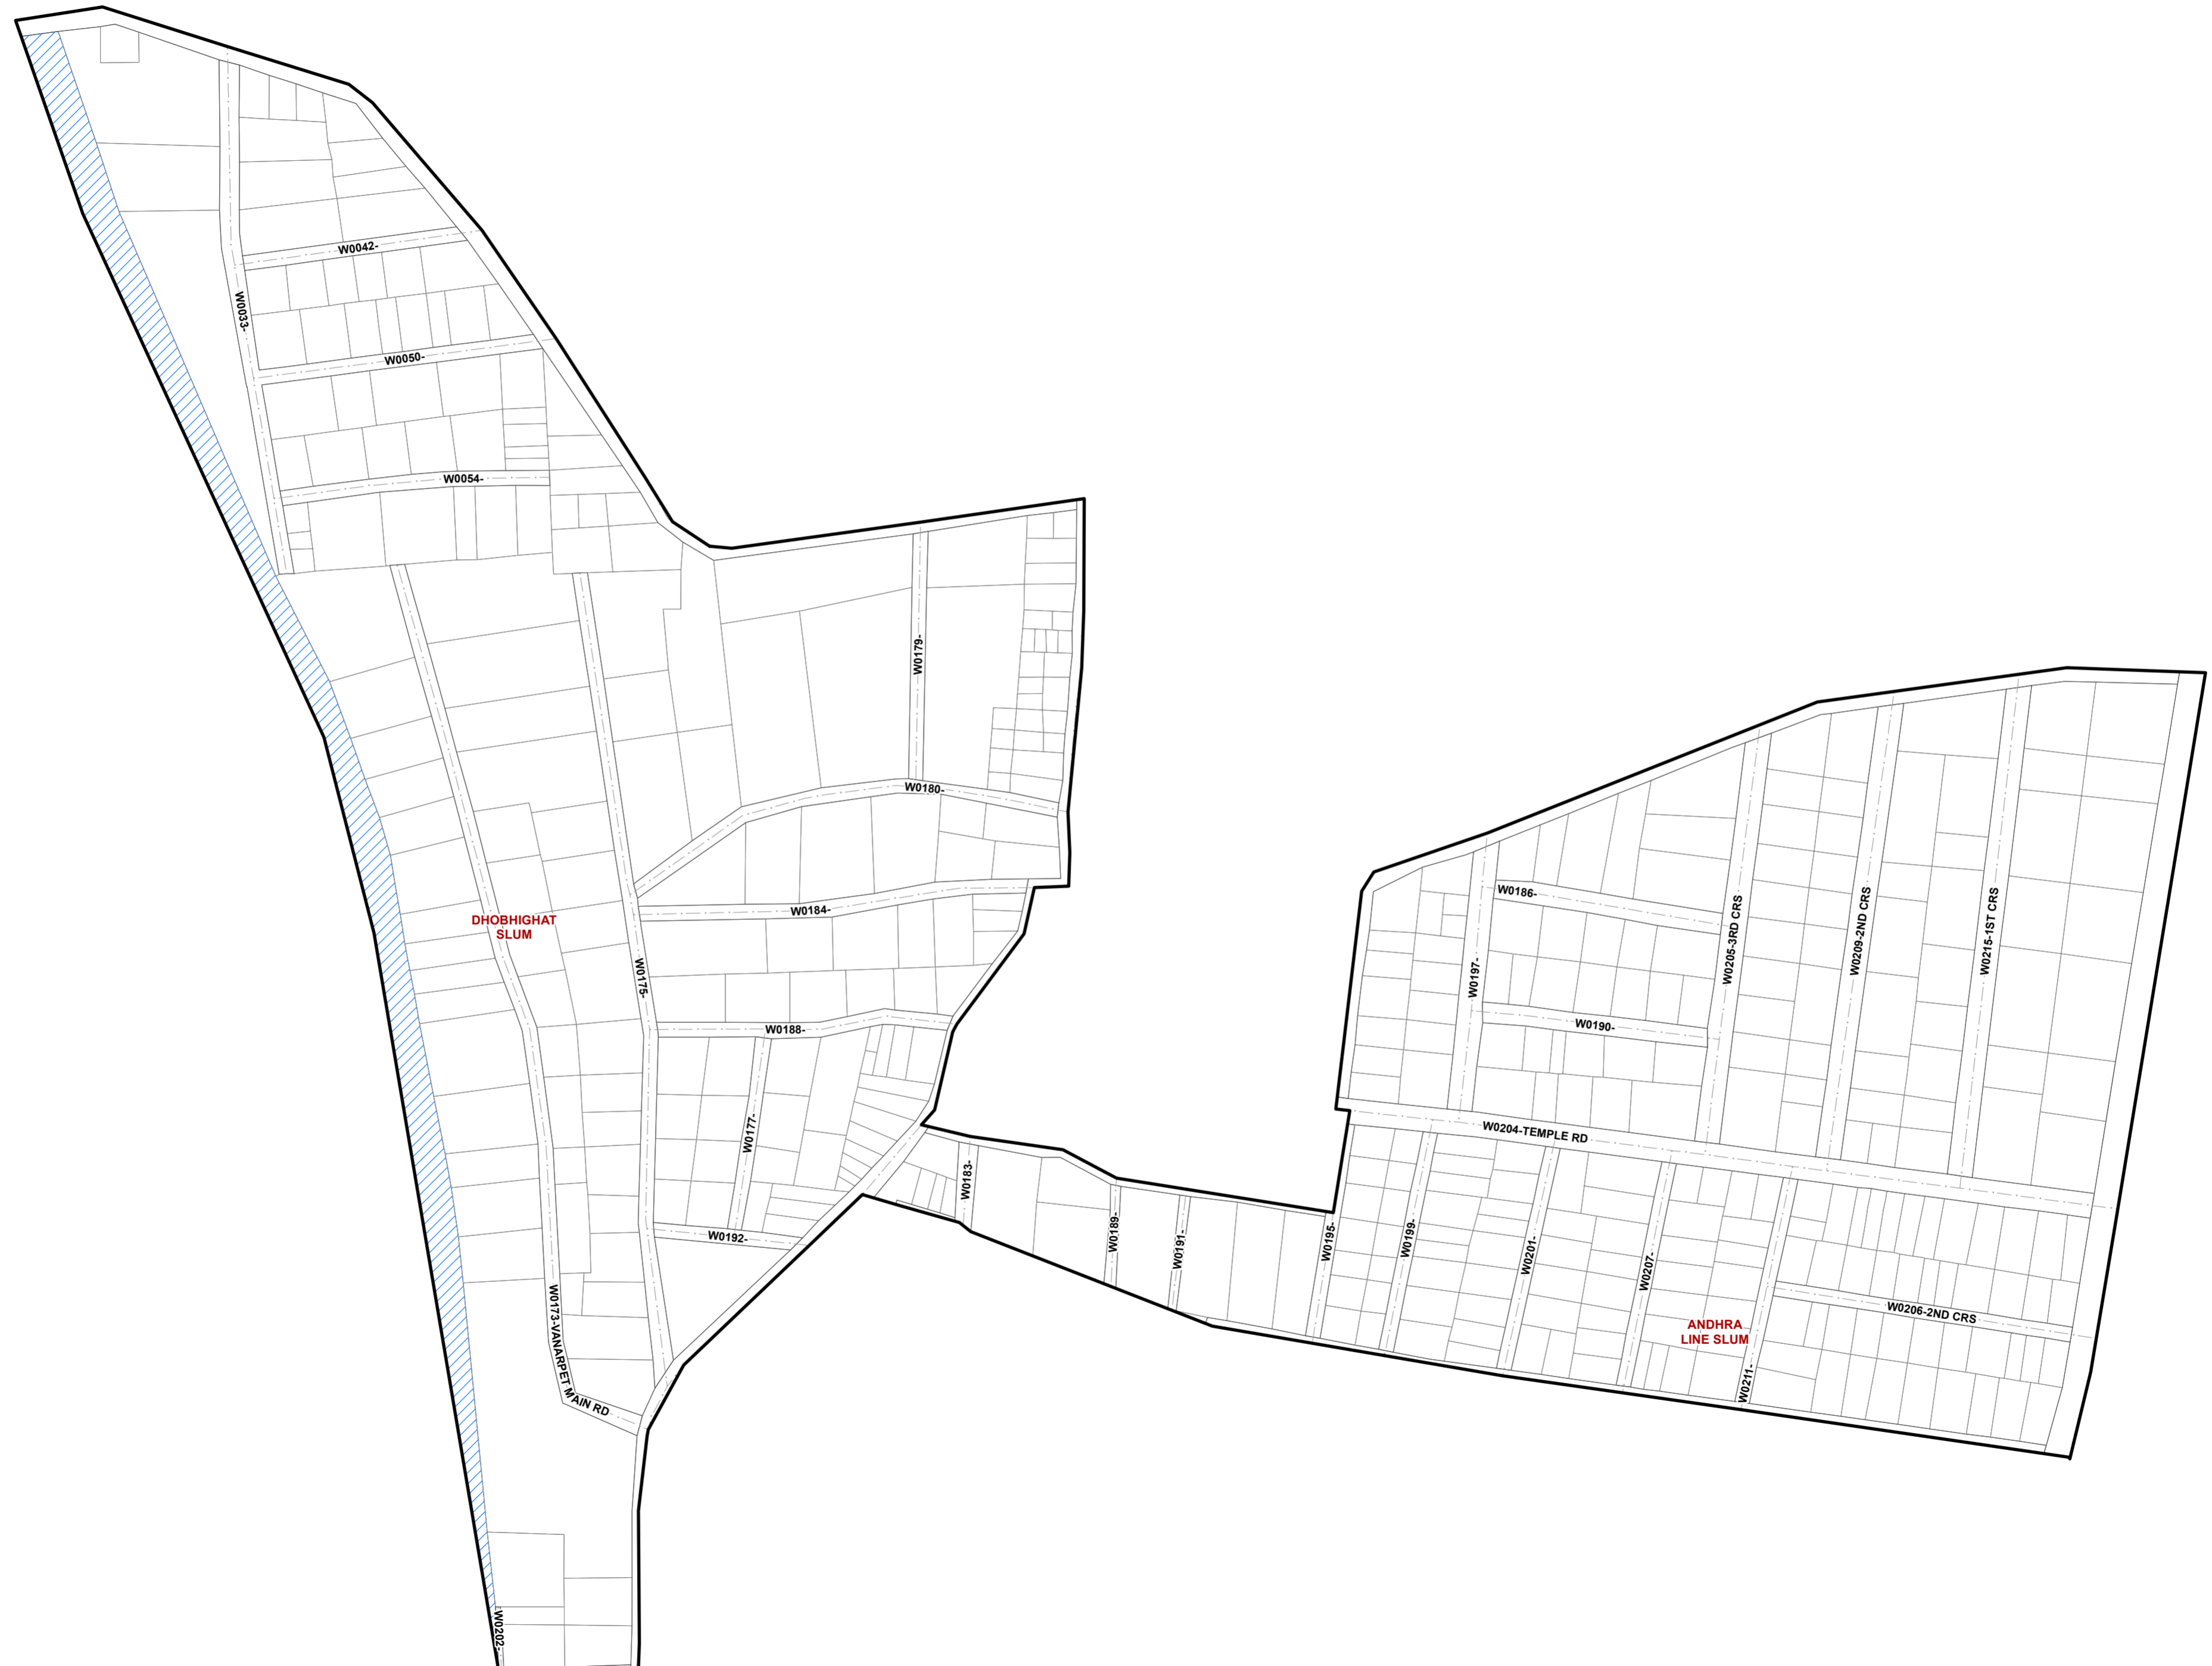 W0042-
W0033-
W0050-
W0054-
W0179-
W0180-
W0186-
W0205-3RD CRS
W0209-2ND CRS
W0215-1ST CRS
DHOBHIGHAT
SLUM
W0184-
W0175-
W0197-
W0188-
W0190-
W0177-
W0204-TEMPLE RD
W0183-
W0192-
W0189-
W0191-
W0195-
W0199-
W0201-
W0207-
W0173-VANARPET MAIN RD
W0206-2ND CRS
ANDHRA
LINE SLUM
W0211-
W0202-